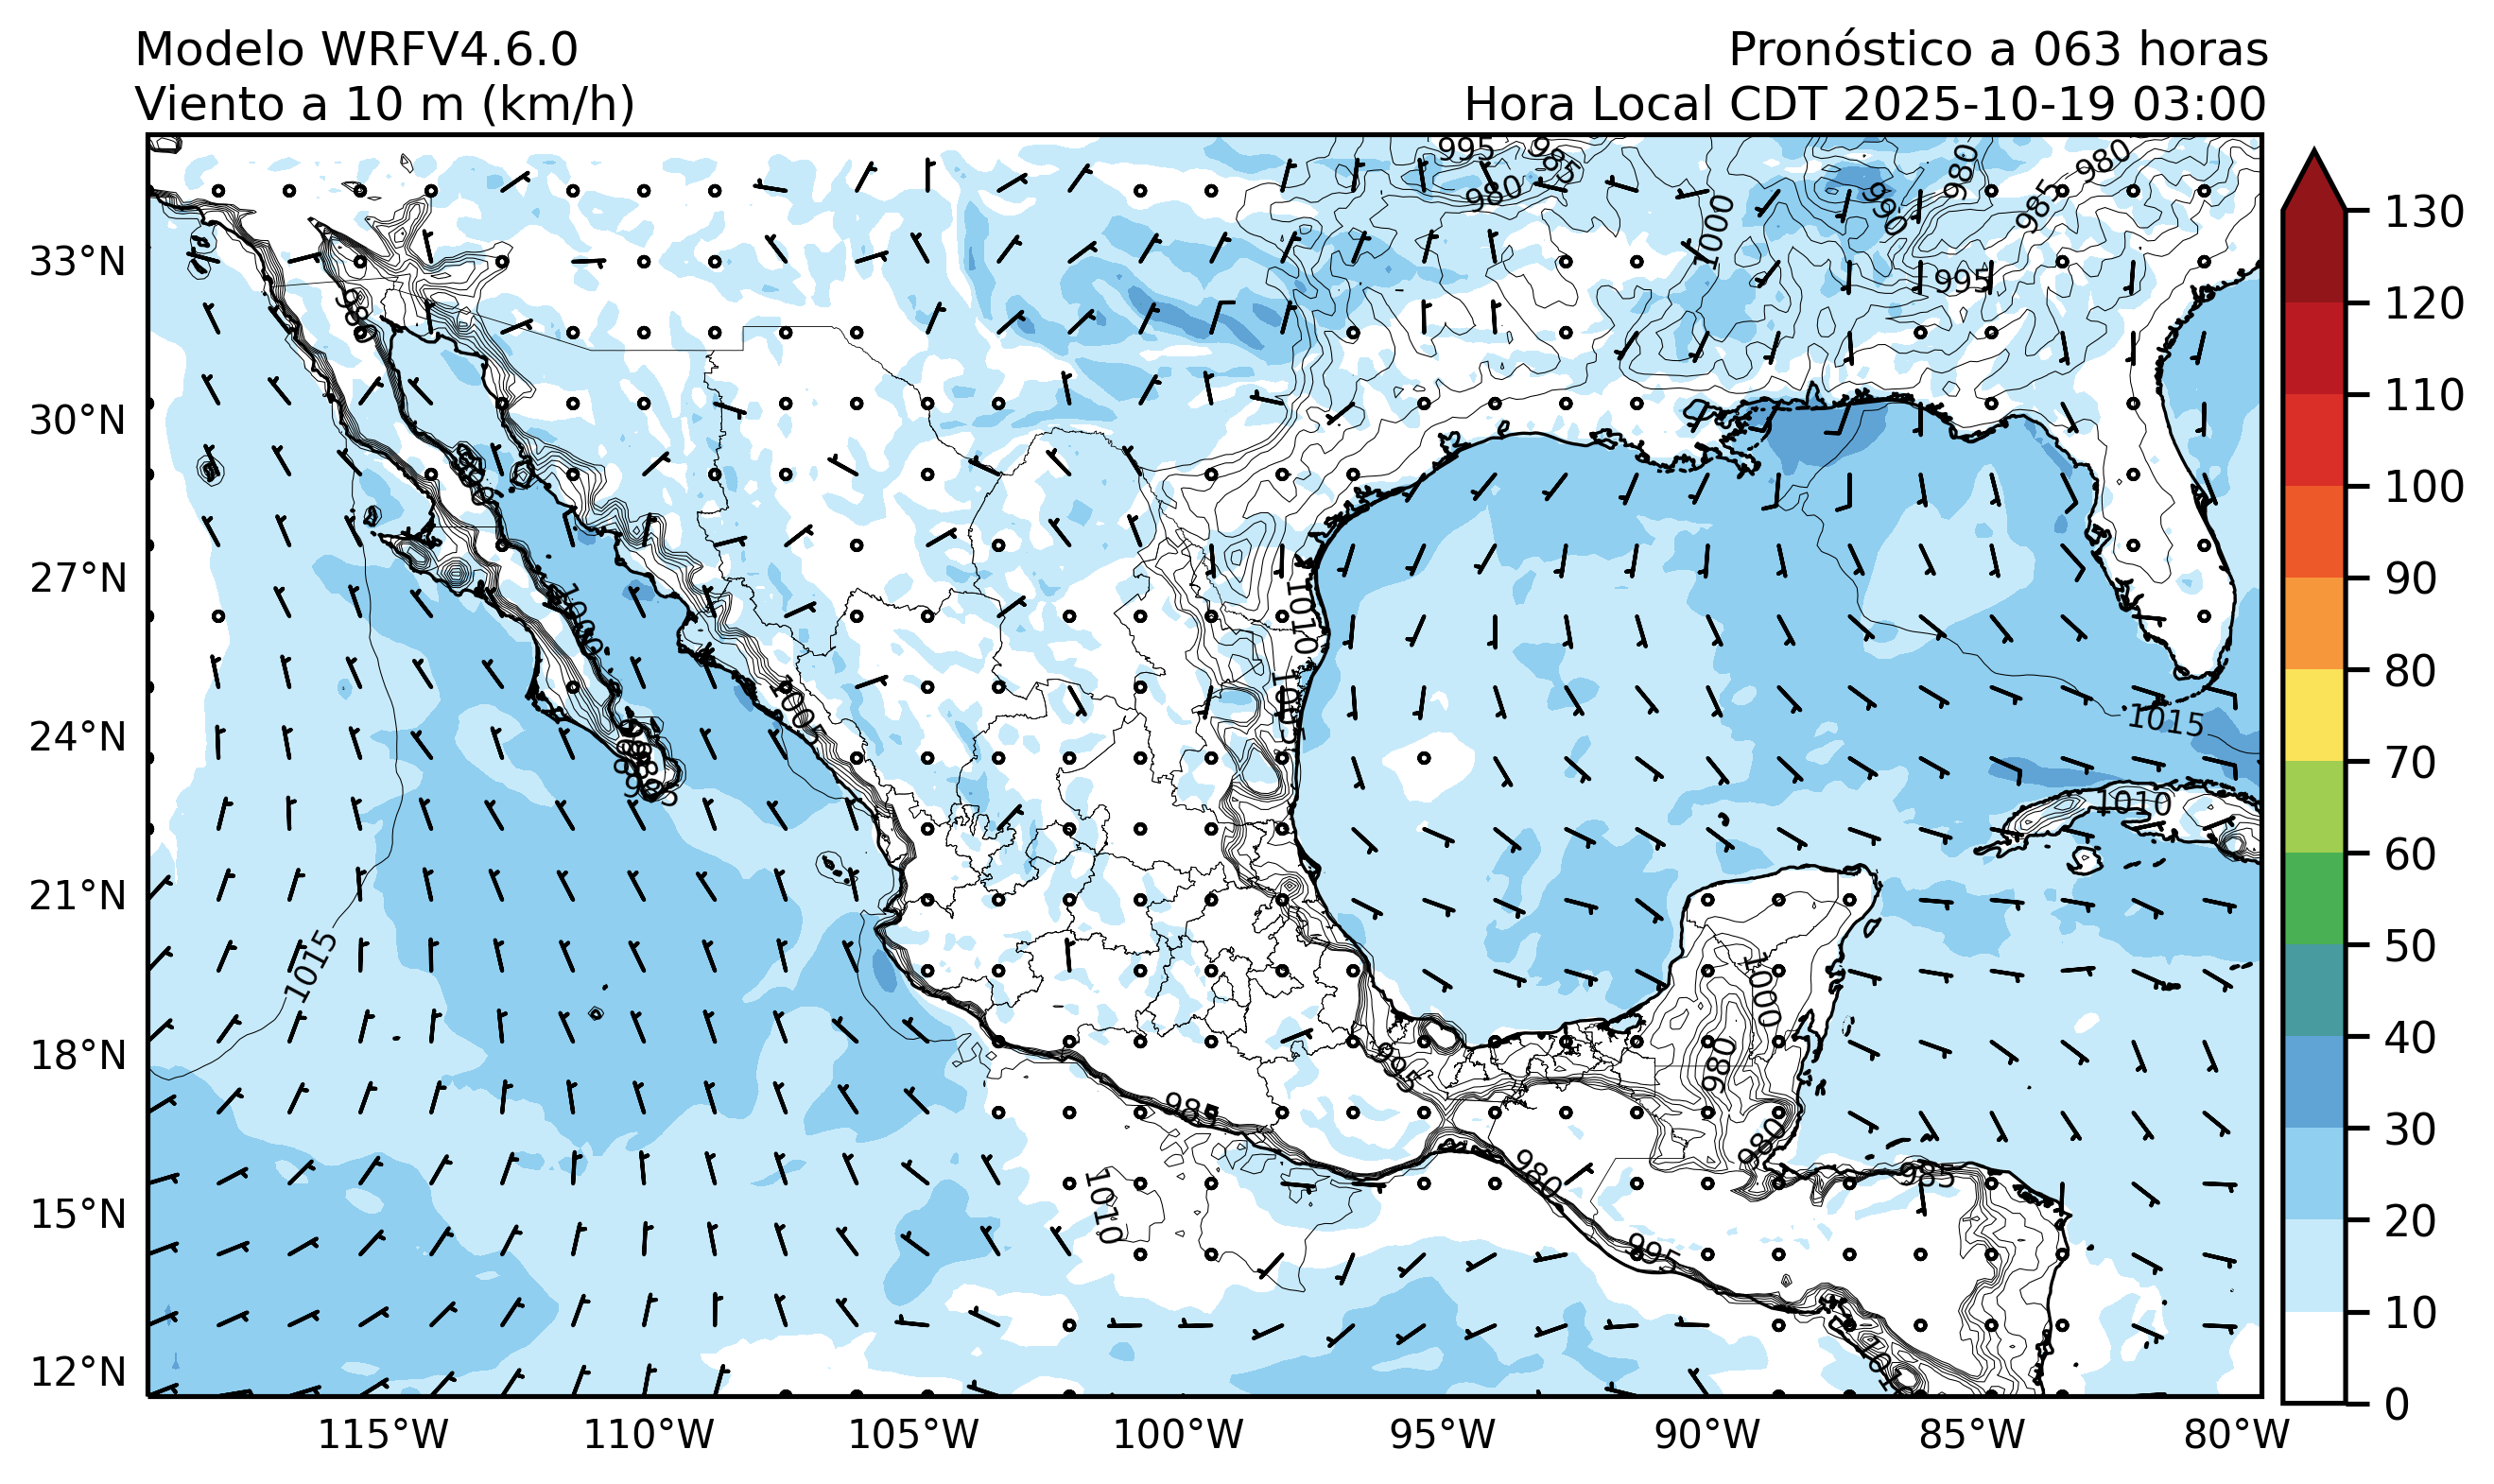 Modelo WRFV4.6.0
Viento a 10 m (km/h)
Pronóstico a 063 horas
Hora Local CDT 2025-10-19 03:00
995
985
980
980
980
985
990
1000
995
33°N
30°N
27°N
24°N
21°N
18°N
15°N
12°N
1000
1005
1010
1015
1010
1015
1000
980
980
985
995
985
980
995
1010
115°W
110°W
105°W
100°W
95°W
90°W
85°W
80°W
130
120
110
100
90
80
70
60
50
40
30
20
10
0